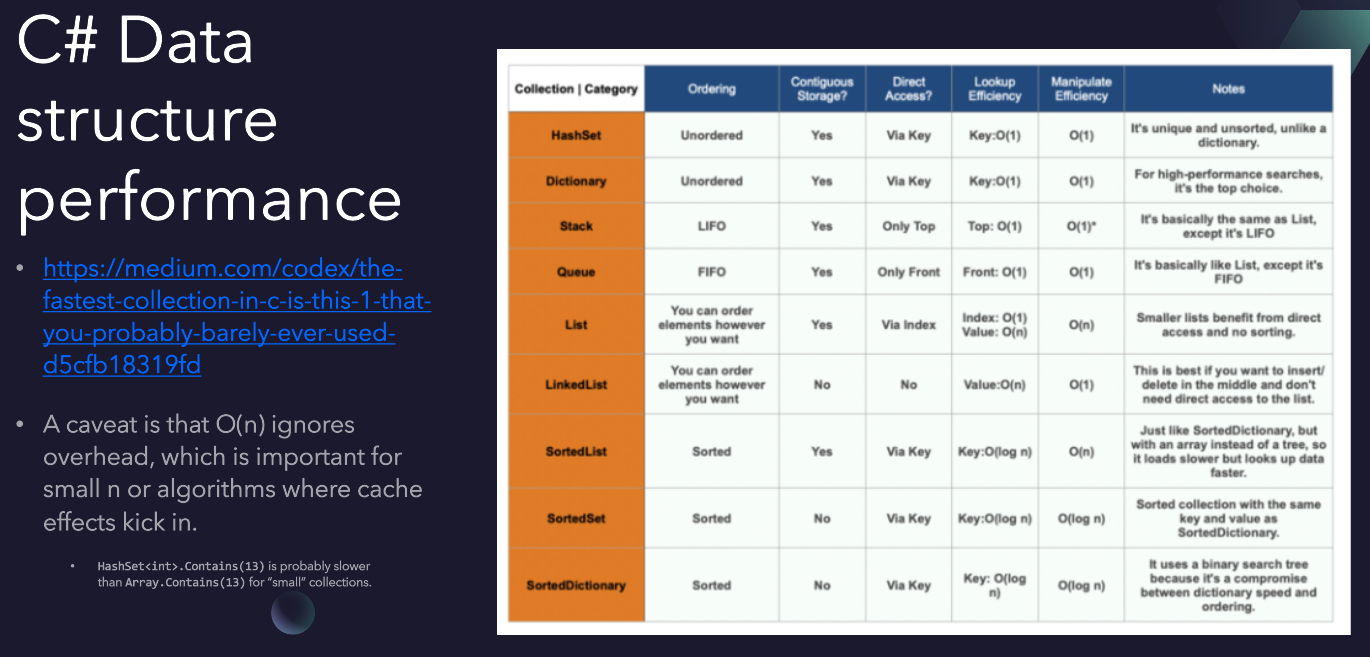 C# Data
structure
performance
• https://medium.com/codex/the-
fastest-collection-in-c-is-this-1-that-
you-probably-barely-ever-used-
d5cfb18319fd
• A caveat is that O(n) ignores
overhead, which is important for
small n or algorithms where cache
effects kick in.
• HashSet<int>.Contains(13) is probably slower
than Array.Contains(13) for “small” collections.
Collection | Category
Ordering
Contiguous
Storage?
Direct
Access?
Lookup
Efficiency
Manipulate
Efficiency
Notes
HashSet
Unordered
Yes
Via Key
Key:O(1)
O(1)
It's unique and unsorted, unlike a
dictionary.
Dictionary
Unordered
Yes
Via Key
Key:O(1)
O(1)
For high-performance searches,
it's the top choice.
Stack
LIFO
Yes
Only Top
Top: O(1)
O(1)*
It's basically the same as List,
except it's LIFO
Queue
FIFO
Yes
Only Front
Front: O(1)
O(1)
It's basically like List, except it's
FIFO
List
You can order
elements however
you want
Yes
Via Index
Index: O(1)
Value: O(n)
O(n)
Smaller lists benefit from direct
access and no sorting.
LinkedList
You can order
elements however
you want
No
No
Value:O(n)
O(1)
This is best if you want to insert/
delete in the middle and don't
need direct access to the list.
SortedList
Sorted
Yes
Via Key
Key:O(log n)
O(n)
Just like SortedDictionary, but
with an array instead of a tree, so
it loads slower but looks up data
faster.
SortedSet
Sorted
No
Via Key
Key:O(log n)
O(log n)
Sorted collection with the same
key and value as
SortedDictionary.
SortedDictionary
Sorted
No
Via Key
Key: O(log
n)
O(log n)
It uses a binary search tree
because it's a compromise
between dictionary speed and
ordering.